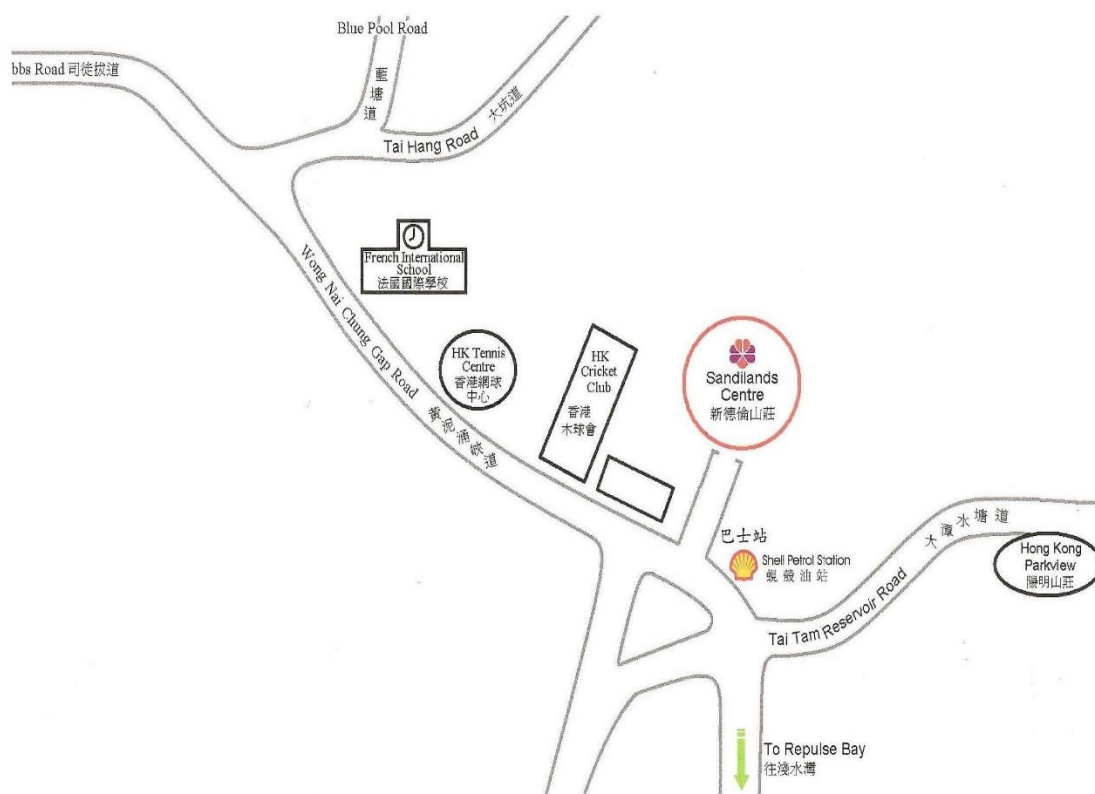 Blue Pool Road
藍塘道
bbs Road 司徒拔道
Tai Hang Road 大坑道
French International
School
法國國際學校
Wong Nai Chung Gap Road 黃泥涌峽道
HK Tennis
Centre
香港網球
中心
HK
Cricket
Club
香港
木球會
Sandilands
Centre
新德倫山莊
巴士站
Shell Petrol Station
蜆殼油站
Tai Tam Reservoir Road 大潭水塘道
Hong Kong
Parkview
陽明山莊
To Repulse Bay
往淺水灣